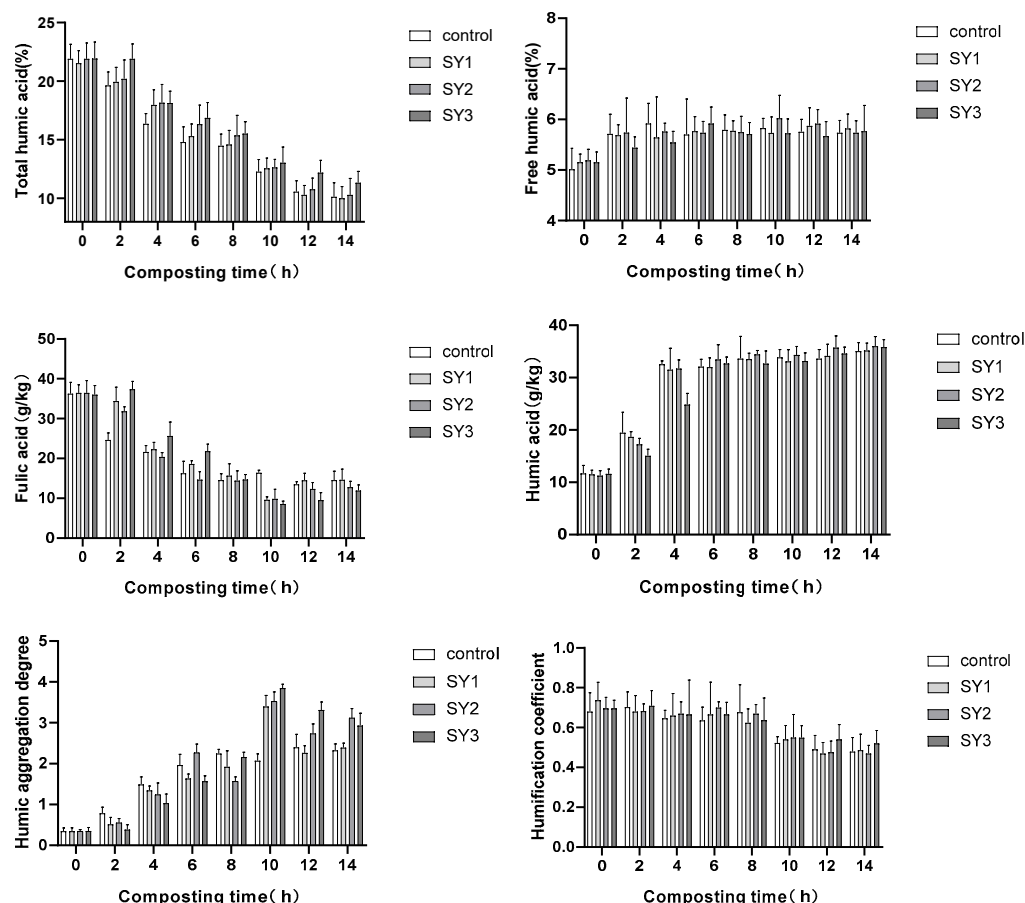 Total humic acid(%)
25
20
15
10
0 2 4 6 8 10 12 14
Composting time( h)
control
SY1
SY2
SY3
Free humic acid(%)
8
7
6
5
4
0 2 4 6 8 10 12 14
Composting time( h)
control
SY1
SY2
SY3
Fulic acid (g/kg)
50
40
30
20
10
0
0 2 4 6 8 10 12 14
Composting time( h)
control
SY1
SY2
SY3
Humic acid(g/kg)
40
30
20
10
0
0 2 4 6 8 10 12 14
Composting time( h)
control
SY1
SY2
SY3
Humic aggregation degree
5
4
3
2
1
0
0 2 4 6 8 10 12 14
Composting time( h)
control
SY1
SY2
SY3
Humification coefficient
1.0
0.8
0.6
0.4
0.2
0.0
0 2 4 6 8 10 12 14
Composting time( h)
control
SY1
SY2
SY3